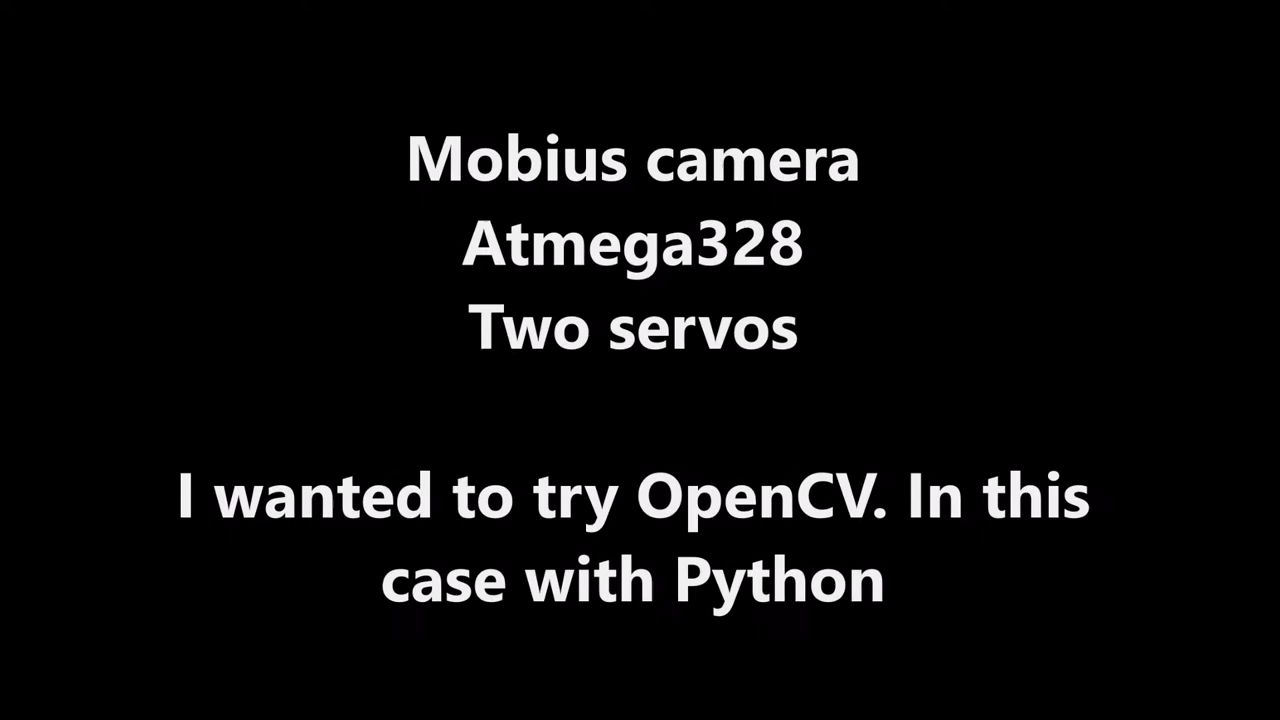 Mobius camera
Atmega328
Two servos
I wanted to try OpenCV. In this
case with Python